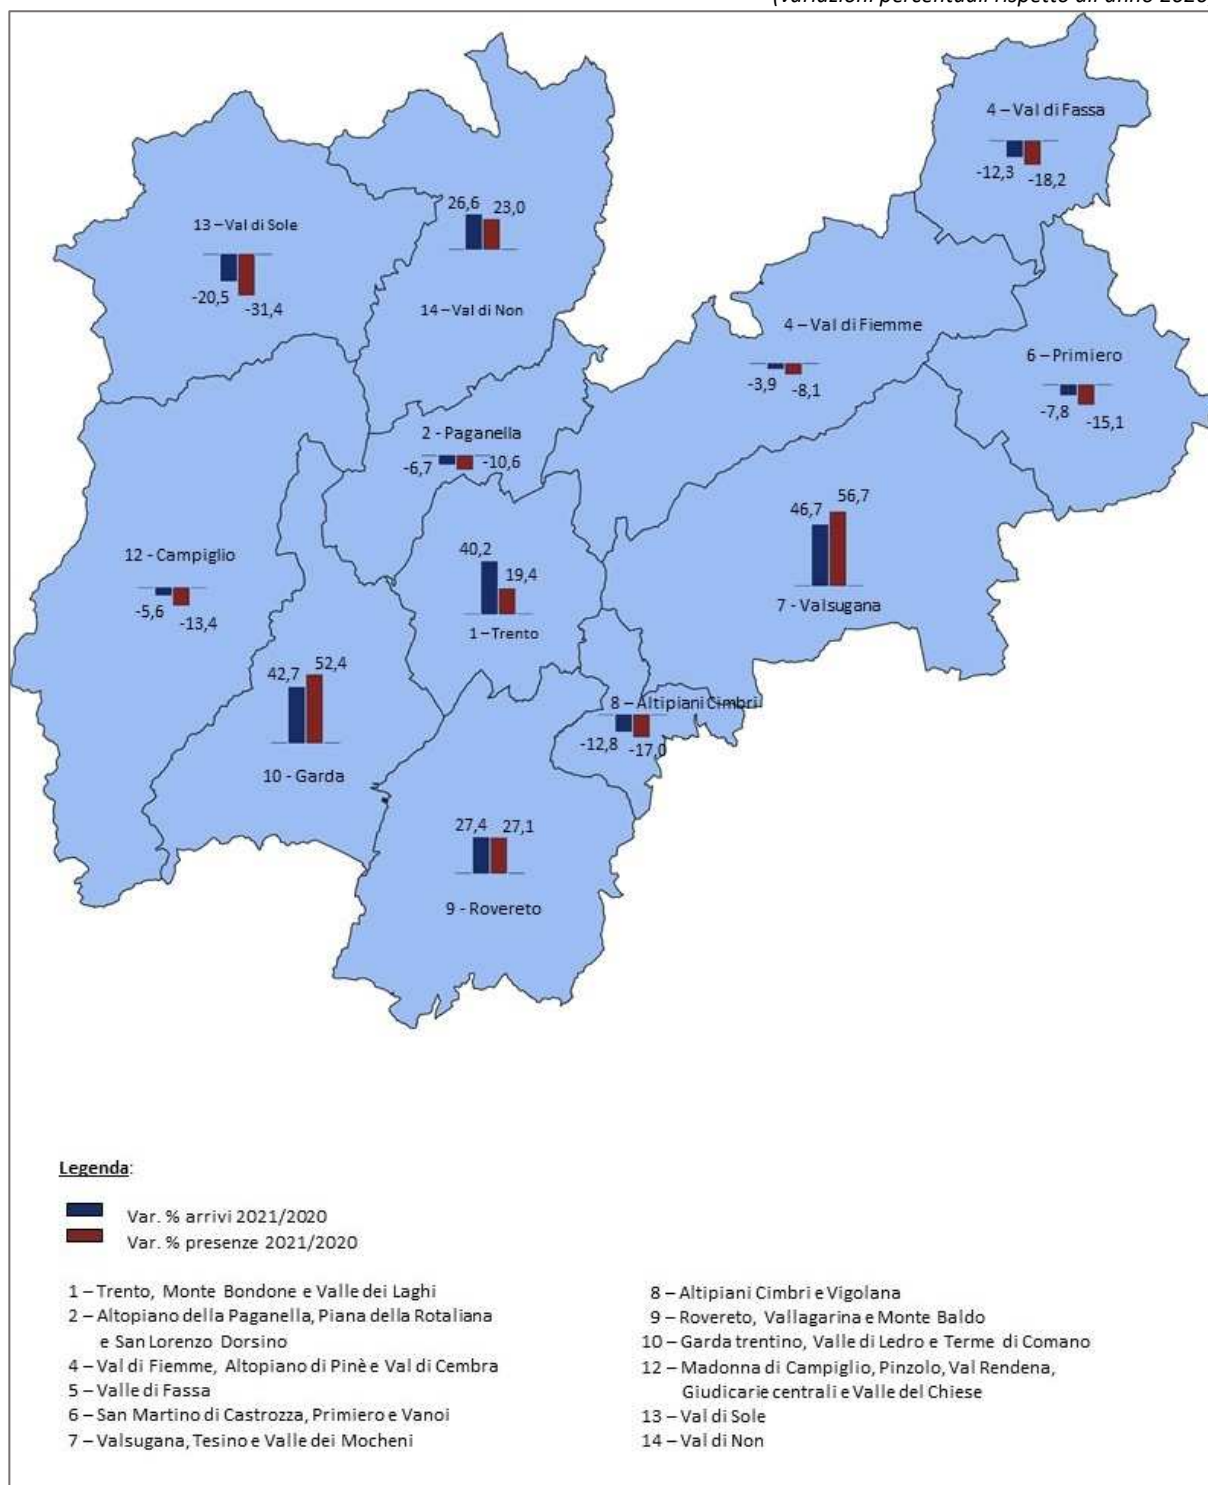 (variazioni percentuali rispetto all'anno 2020
4 – Val di Fassa
-12,3
-18,2
26,6
23,0
13 – Val di Sole
-20,5
-31,4
14 – Val di Non
4 – Val di Fiemme
-3,9
-8,1
6 – Primiero
-7,8
-15,1
2 - Paganella
-6,7
-10,6
46,7
56,7
7 - Valsugana
12 - Campiglio
-5,6
-13,4
40,2
19,4
1 – Trento
42,7
52,4
10 - Garda
8 – Altipiani Cimbri
-12,8
-17,0
27,4
27,1
9 - Rovereto
Legenda:
Var. % arrivi 2021/2020
Var. % presenze 2021/2020
1 – Trento, Monte Bondone e Valle dei Laghi
2 – Altopiano della Paganella, Piana della Rotaliana
e San Lorenzo Dorsino
4 – Val di Fiemme, Altopiano di Pinè e Val di Cembra
5 – Valle di Fassa
6 – San Martino di Castrozza, Primiero e Vanoi
7 – Valsugana, Tesino e Valle dei Mocheni
8 – Altipiani Cimbri e Vigolana
9 – Rovereto, Vallagarina e Monte Baldo
10 – Garda trentino, Valle di Ledro e Terme di Comano
12 – Madonna di Campiglio, Pinzolo, Val Rendena,
Giudicarie centrali e Valle del Chiese
13 – Val di Sole
14 – Val di Non